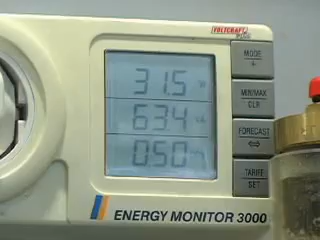 VOLTCRAFT
MODE
31.5
MIN/MAX
CLR
634
FORECAST
0.50
TARIFF
SET
ENERGY MONITOR 3000